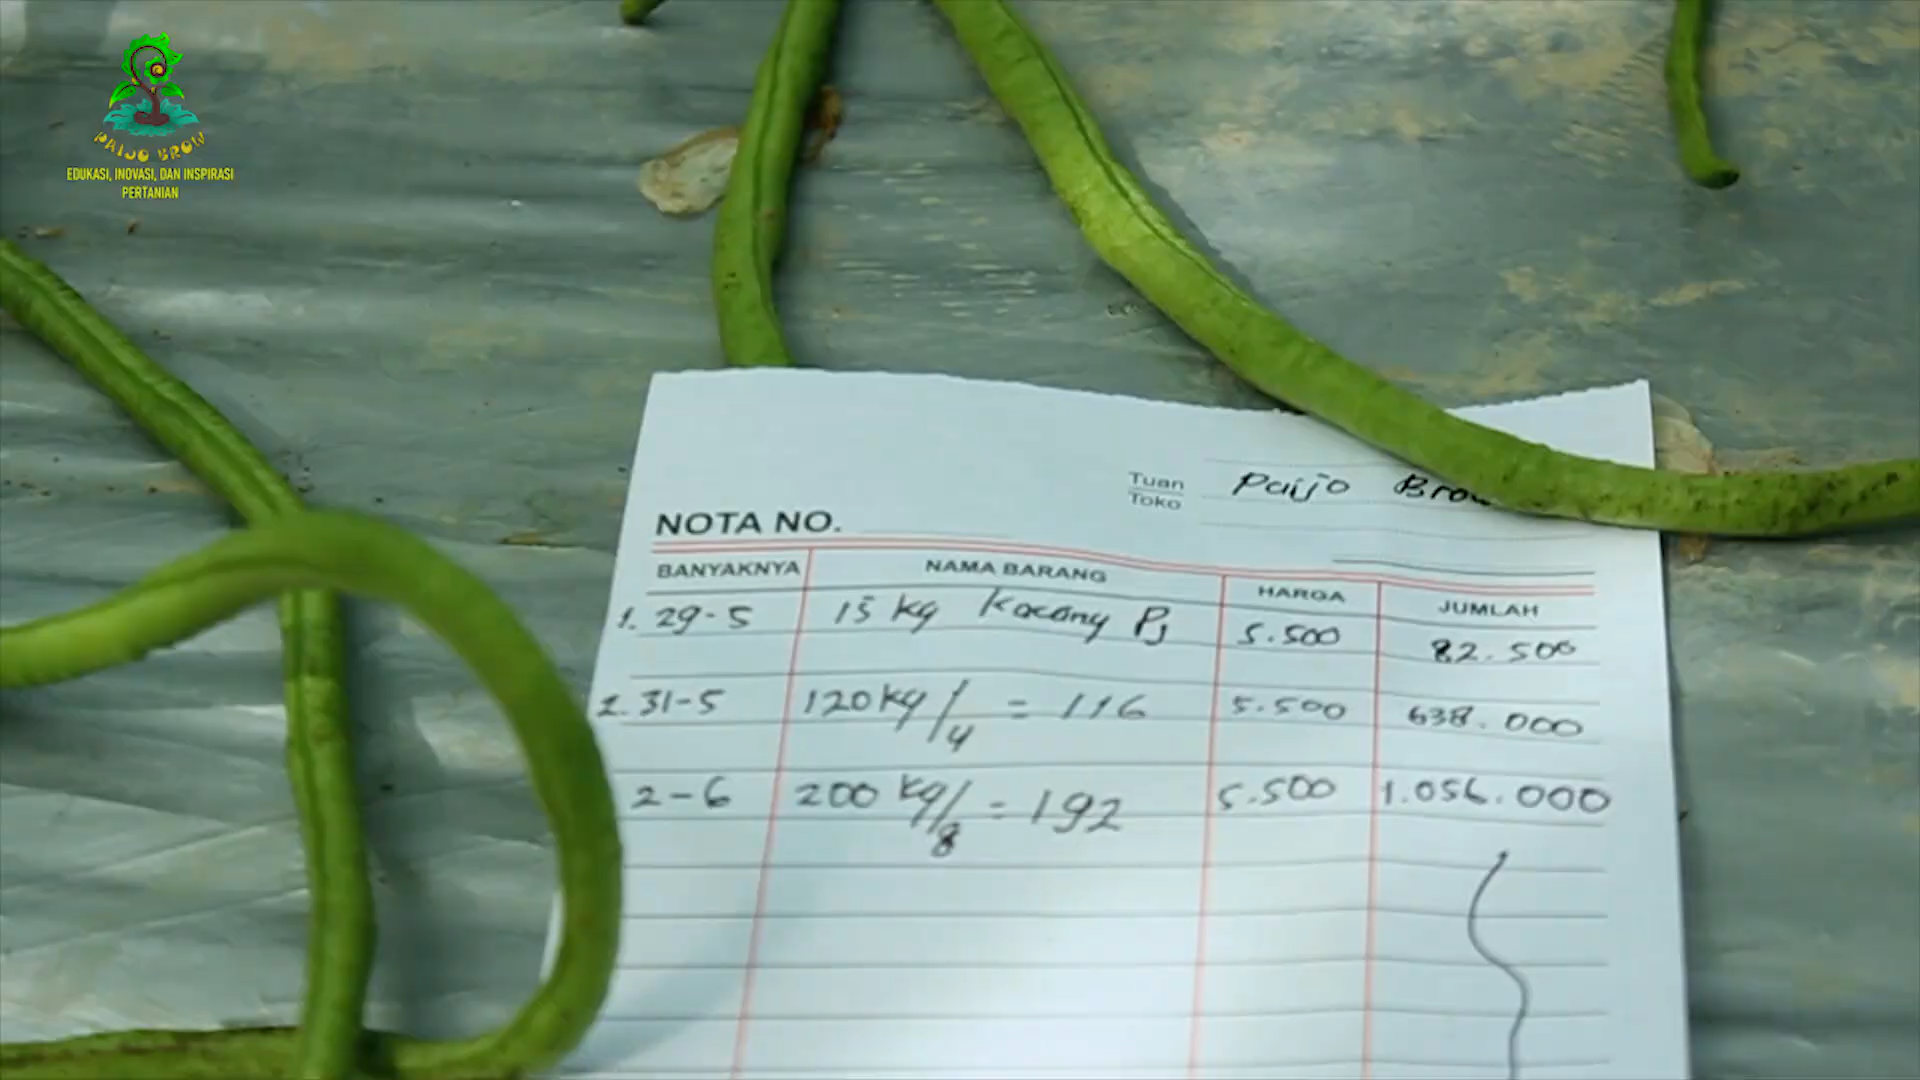 PAIJO BROW
EDUKASI, INOVASI, DAN INSPIRASI
PERTANIAN
Tuan
Toko
Paijo
NOTA NO.
BANYAKNYA NAMA BARANG HARGA JUMLAH
1. 29-5 15 kg Kacang Pj 5.500 82.500
2. 31-5 120 kg/4 = 116 5.500 638.000
2-6 200 kg/8 = 192 5.500 1.056.000